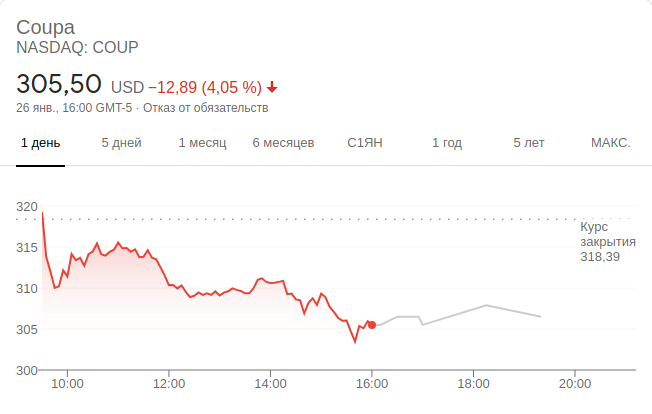 Coupa
NASDAQ: COUP
305,50 USD −12,89 (4,05 %)
26 янв., 16:00 GMT-5 · Отказ от обязательств
1 день 5 дней 1 месяц 6 месяцев С1ЯН 1 год 5 лет МАКС.
320
Курс
закрытия
318,39
315
310
305
300
10:00 12:00 14:00 16:00 18:00 20:00